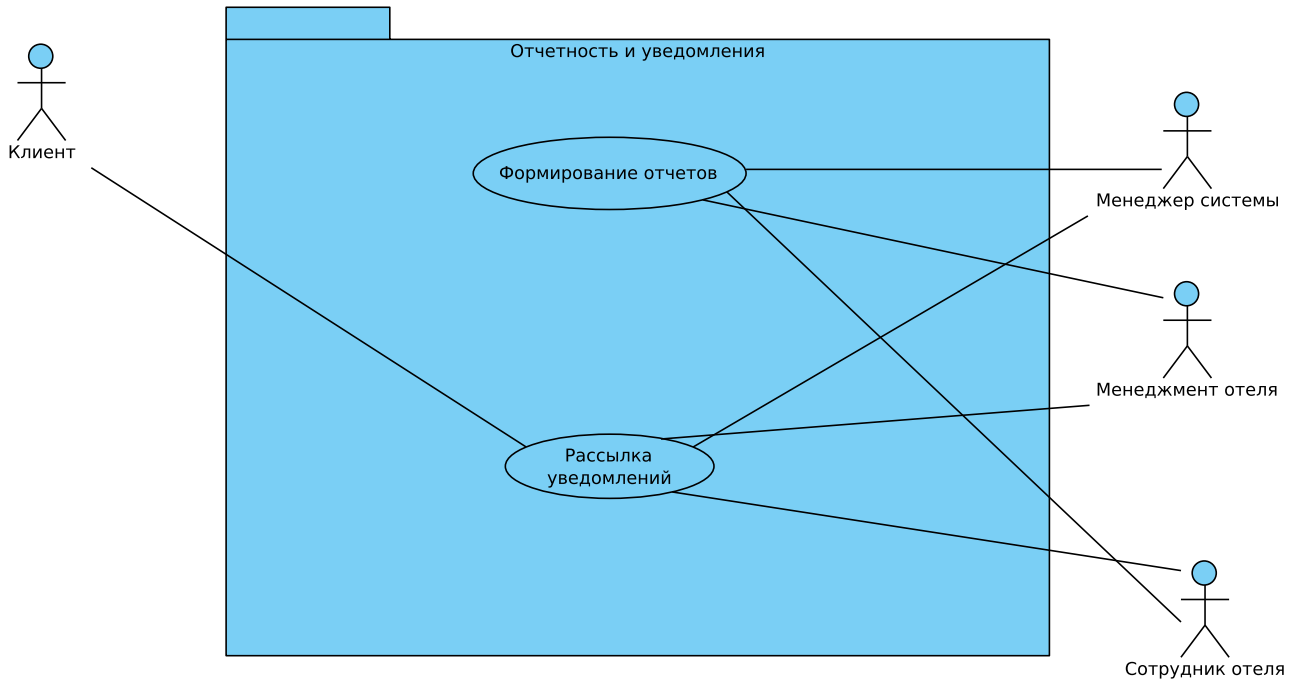 Отчетность и уведомления
Клиент
Формирование отчетов
Менеджер системы
Менеджмент отеля
Рассылка
уведомлений
Сотрудник отеля